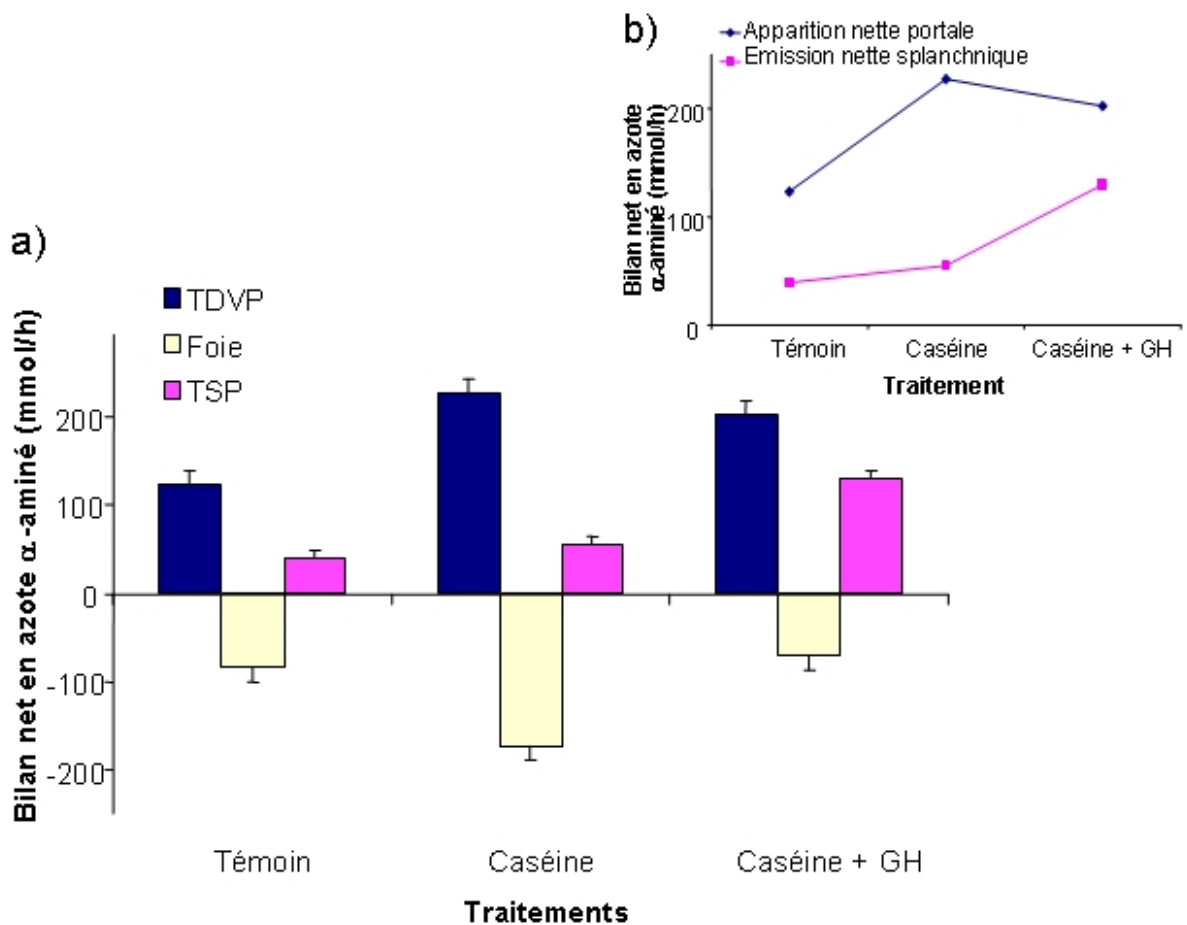 b)
Apparition nette portale
Emission nette splanchnique
Bilan net en azote
α-aminé (mmol/h)
200
100
0
Témoin Caséine Caséine + GH
Traitement
a)
TDVP
Foie
TSP
Bilan net en azote α-aminé (mmol/h)
200
100
0
-100
-200
Témoin Caséine Caséine + GH
Traitements